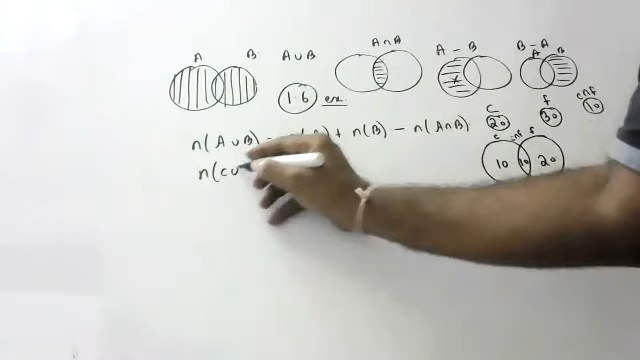 A B A∪B A∩B A – B B – A
A B
1.6 ex.
C 20 f 30 C∩f 10
n(A∪B) = n(A) + n(B) – n(A∩B)
C C∩f f
10 10 20
n(C∪